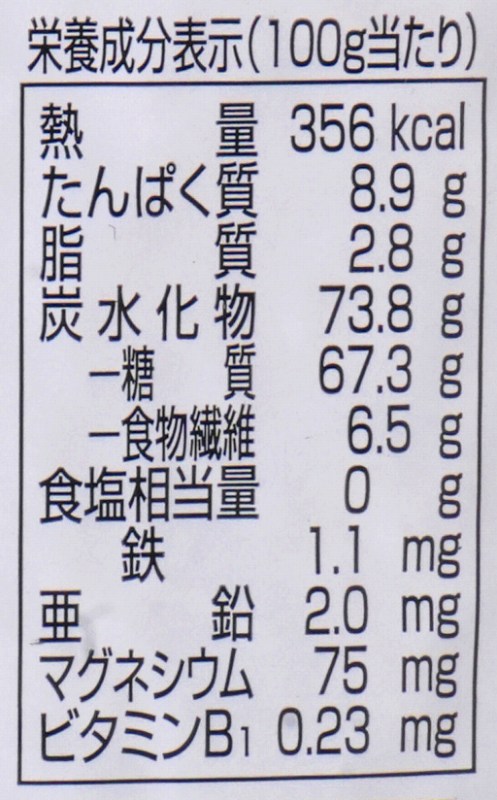 栄養成分表示(100g当たり)
熱量 356 kcal
たんぱく質 8.9 g
脂質 2.8 g
炭水化物 73.8 g
－糖質 67.3 g
－食物繊維 6.5 g
食塩相当量 0 g
鉄 1.1 mg
亜鉛 2.0 mg
マグネシウム 75 mg
ビタミンB1 0.23 mg